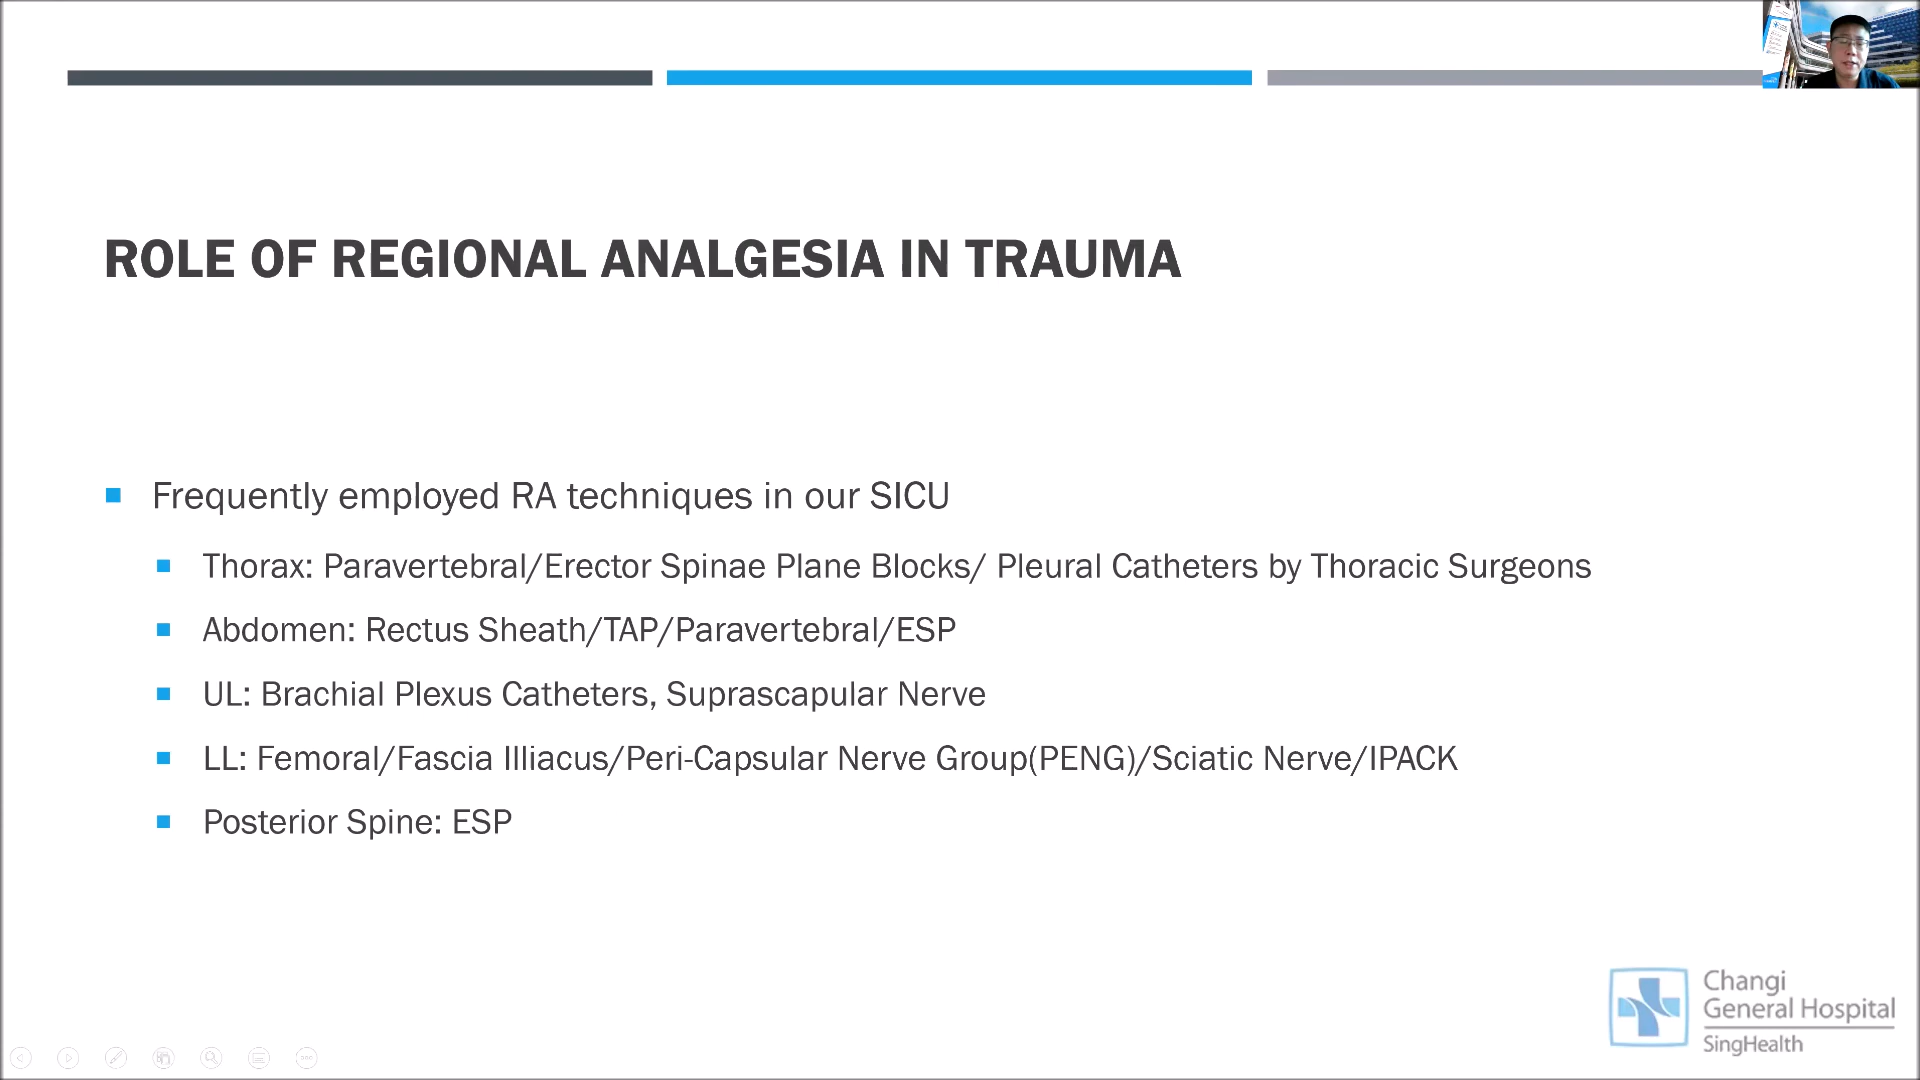 ROLE OF REGIONAL ANALGESIA IN TRAUMA
Frequently employed RA techniques in our SICU
Thorax: Paravertebral/Erector Spinae Plane Blocks/ Pleural Catheters by Thoracic Surgeons
Abdomen: Rectus Sheath/TAP/Paravertebral/ESP
UL: Brachial Plexus Catheters, Suprascapular Nerve
LL: Femoral/Fascia Illiacus/Peri-Capsular Nerve Group(PENG)/Sciatic Nerve/IPACK
Posterior Spine: ESP
Changi
General Hospital
SingHealth